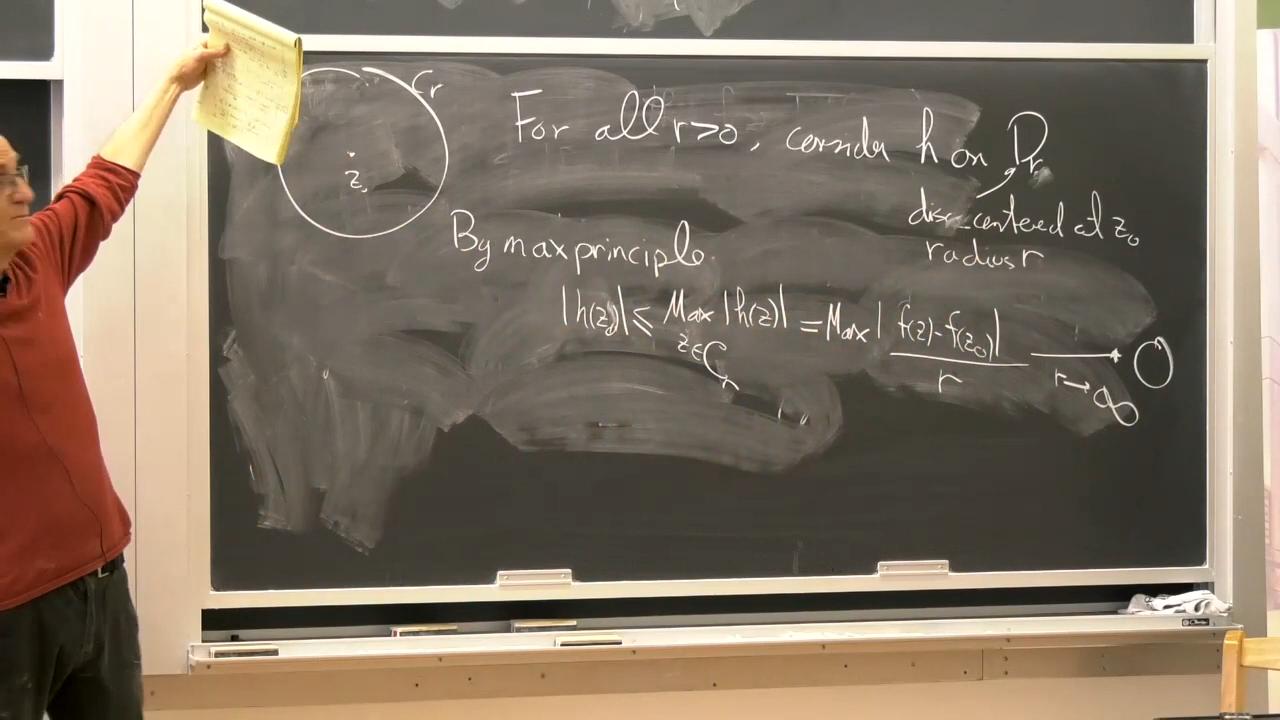 Cr
z₀
For all r>0, consider h on Dr
disc centered at z₀
radius r
By max principle.
|h(z₀)| ≤ Max |h(z)| = Max | f(z)-f(z₀)| / r ⟶ 0
z∈Cr
r→∞